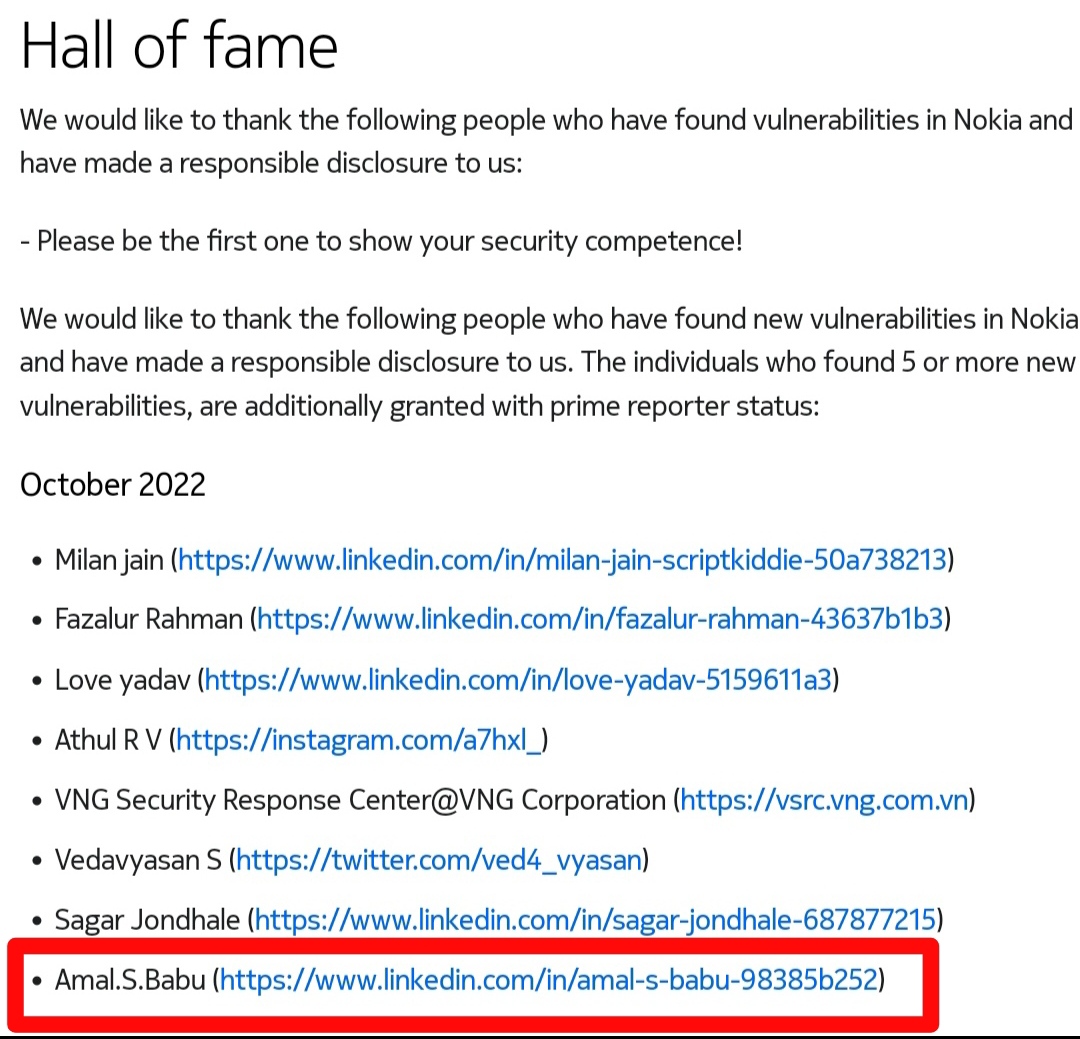 Hall of fame
We would like to thank the following people who have found vulnerabilities in Nokia and
have made a responsible disclosure to us:
- Please be the first one to show your security competence!
We would like to thank the following people who have found new vulnerabilities in Nokia
and have made a responsible disclosure to us. The individuals who found 5 or more new
vulnerabilities, are additionally granted with prime reporter status:
October 2022
• Milan jain (https://www.linkedin.com/in/milan-jain-scriptkiddie-50a738213)
• Fazalur Rahman (https://www.linkedin.com/in/fazalur-rahman-43637b1b3)
• Love yadav (https://www.linkedin.com/in/love-yadav-5159611a3)
• Athul R V (https://instagram.com/a7hxl_)
• VNG Security Response Center@VNG Corporation (https://vsrc.vng.com.vn)
• Vedavyasan S (https://twitter.com/ved4_vyasan)
• Sagar Jondhale (https://www.linkedin.com/in/sagar-jondhale-687877215)
• Amal.S.Babu (https://www.linkedin.com/in/amal-s-babu-98385b252)